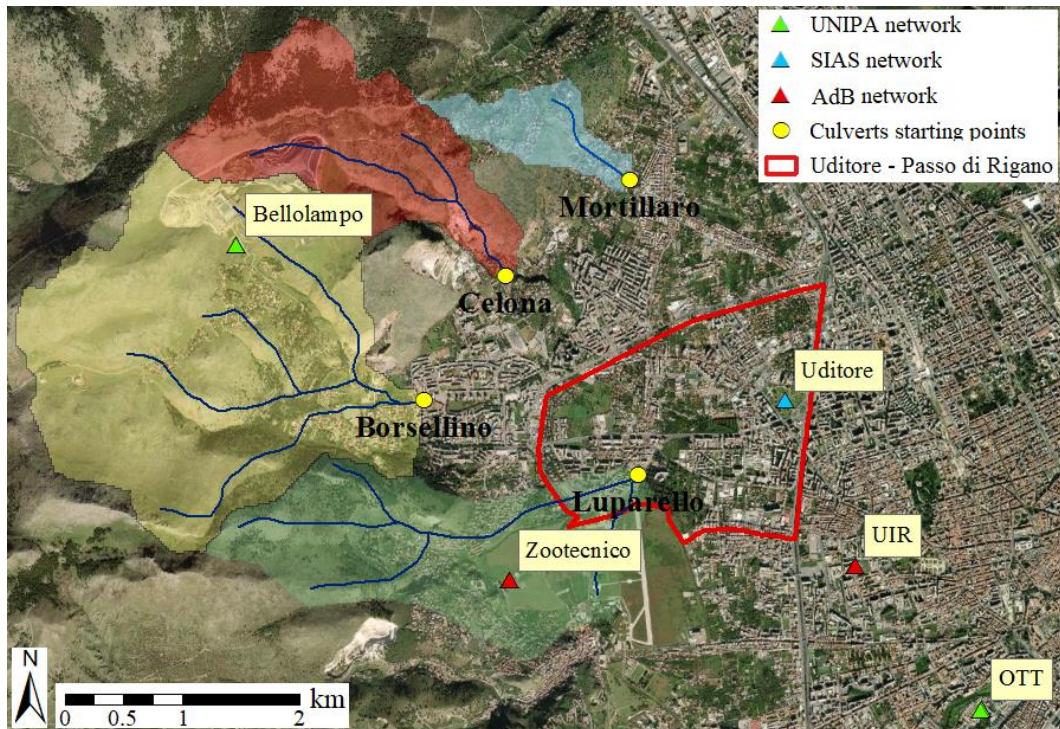 UNIPA network
SIAS network
AdB network
Culverts starting points
Uditore - Passo di Rigano
Bellolampo
Mortillaro
Celona
Uditore
Borsellino
Luparello
Zootecnico
UIR
OTT
N
km
0 0.5 1 2